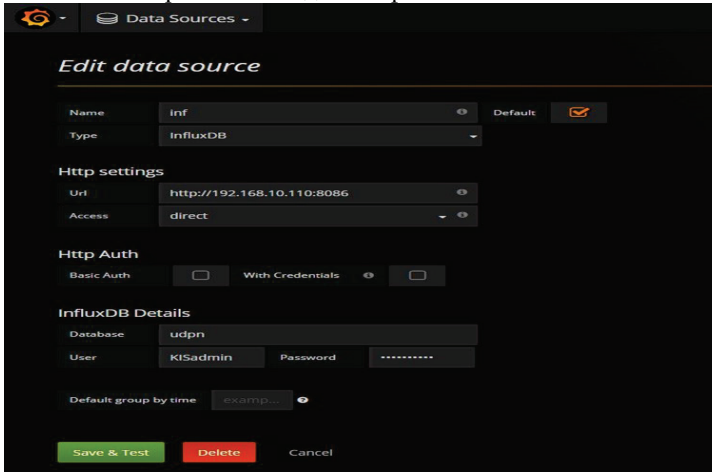 Data Sources
Edit data source
Name inf Default
Type InfluxDB
Http settings
Url http://192.168.10.110:8086
Access direct
Http Auth
Basic Auth With Credentials
InfluxDB Details
Database udpn
User KISadmin Password ••••••••••
Default group by time examp...
Save & Test Delete Cancel